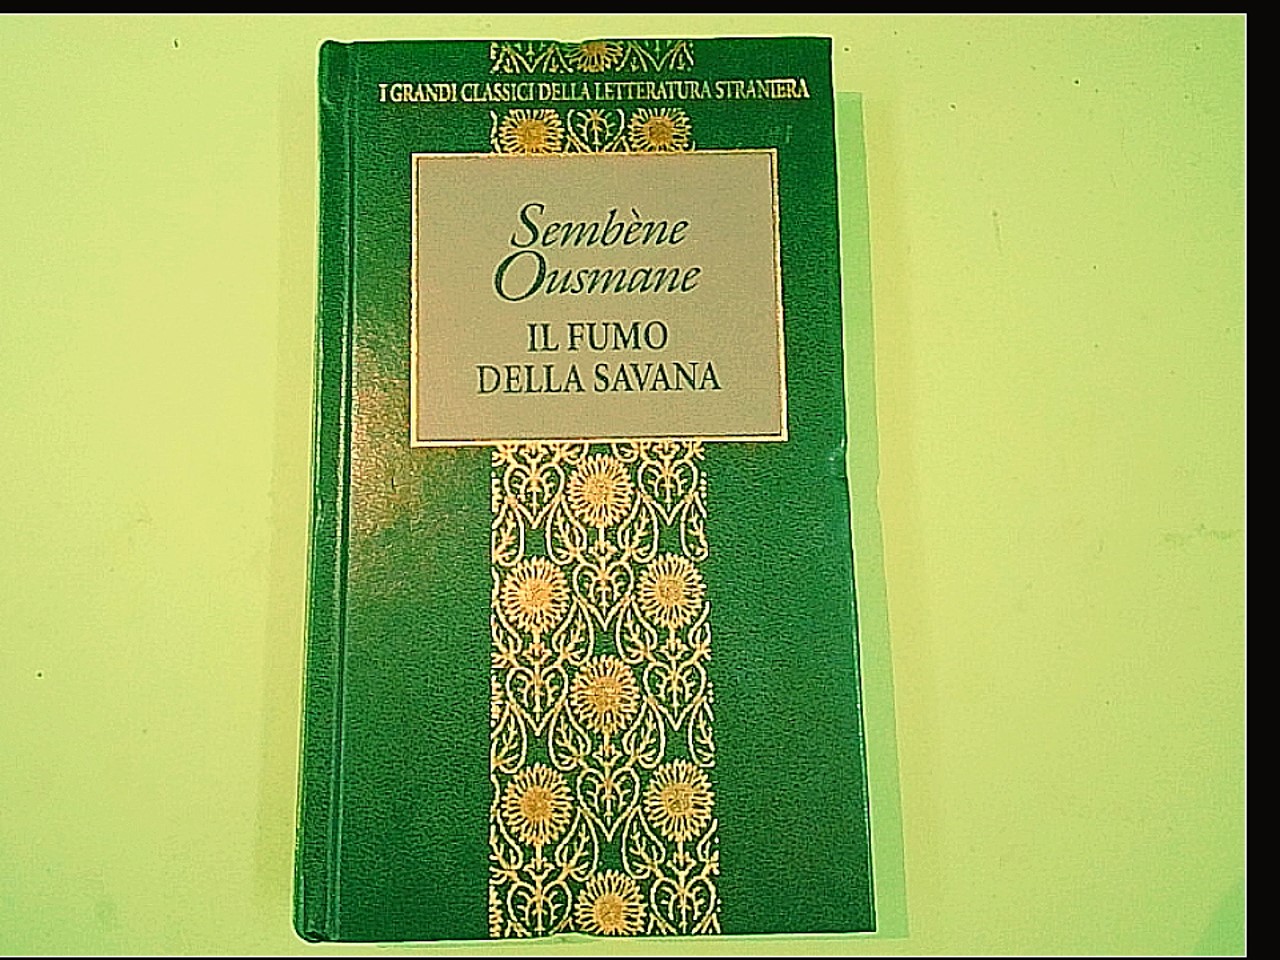 I GRANDI CLASSICI DELLA LETTERATURA STRANIERA
Sembène
Ousmane
IL FUMO
DELLA SAVANA